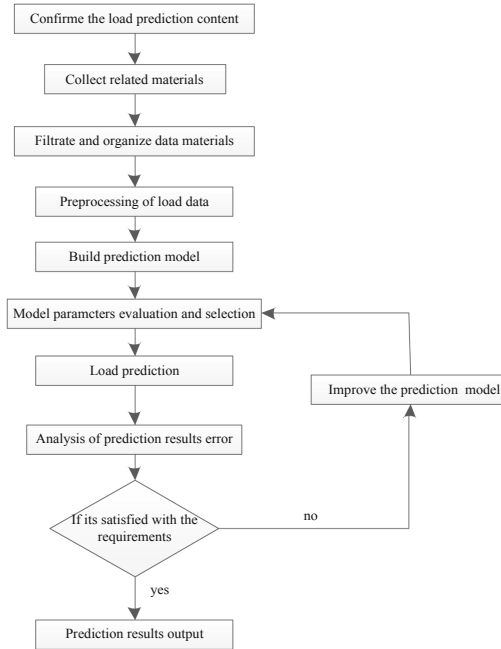 Confirme the load prediction content
Collect related materials
Filtrate and organize data materials
Preprocessing of load data
Build prediction model
Model paramcters evaluation and selection
Load prediction
Improve the prediction model
Analysis of prediction results error
If its satisfied with the
requirements
no
yes
Prediction results output